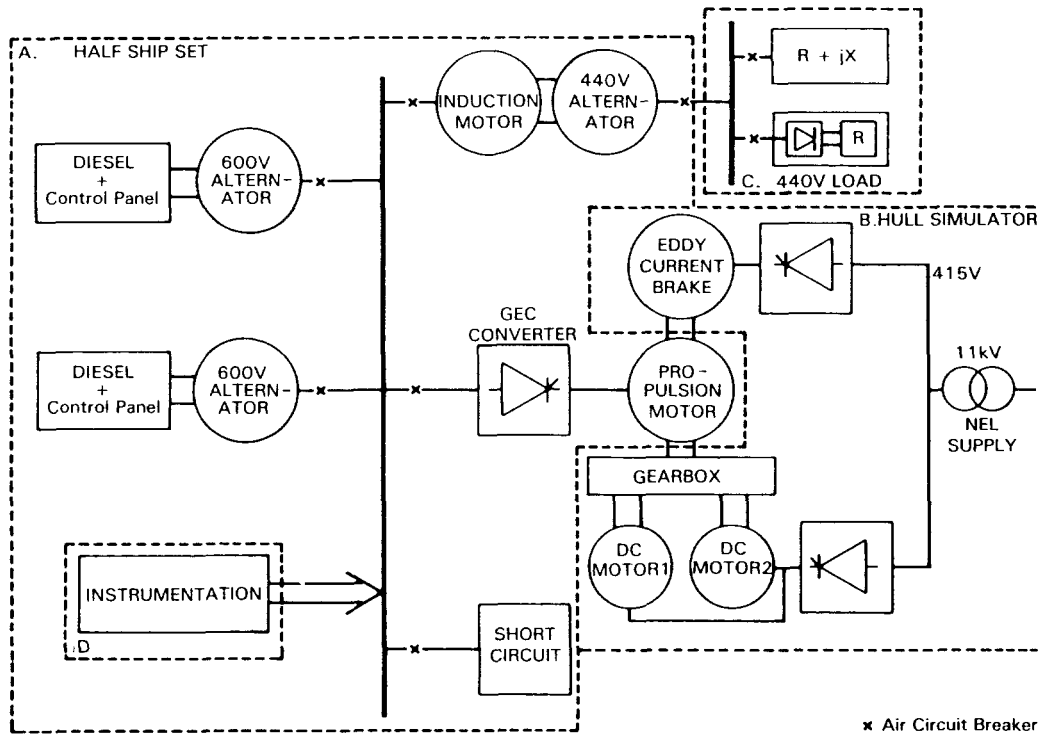 A. HALF SHIP SET
DIESEL
+
Control Panel
600V
ALTERN-
ATOR
INDUCTION
MOTOR
440V
ALTERN-
ATOR
R + jX
R
C. 440V LOAD
B.HULL SIMULATOR
EDDY
CURRENT
BRAKE
415V
DIESEL
+
Control Panel
600V
ALTERN-
ATOR
GEC
CONVERTER
PRO-
PULSION
MOTOR
11kV
NEL
SUPPLY
GEARBOX
DC
MOTOR1
DC
MOTOR2
INSTRUMENTATION
D
SHORT
CIRCUIT
x Air Circuit Breaker